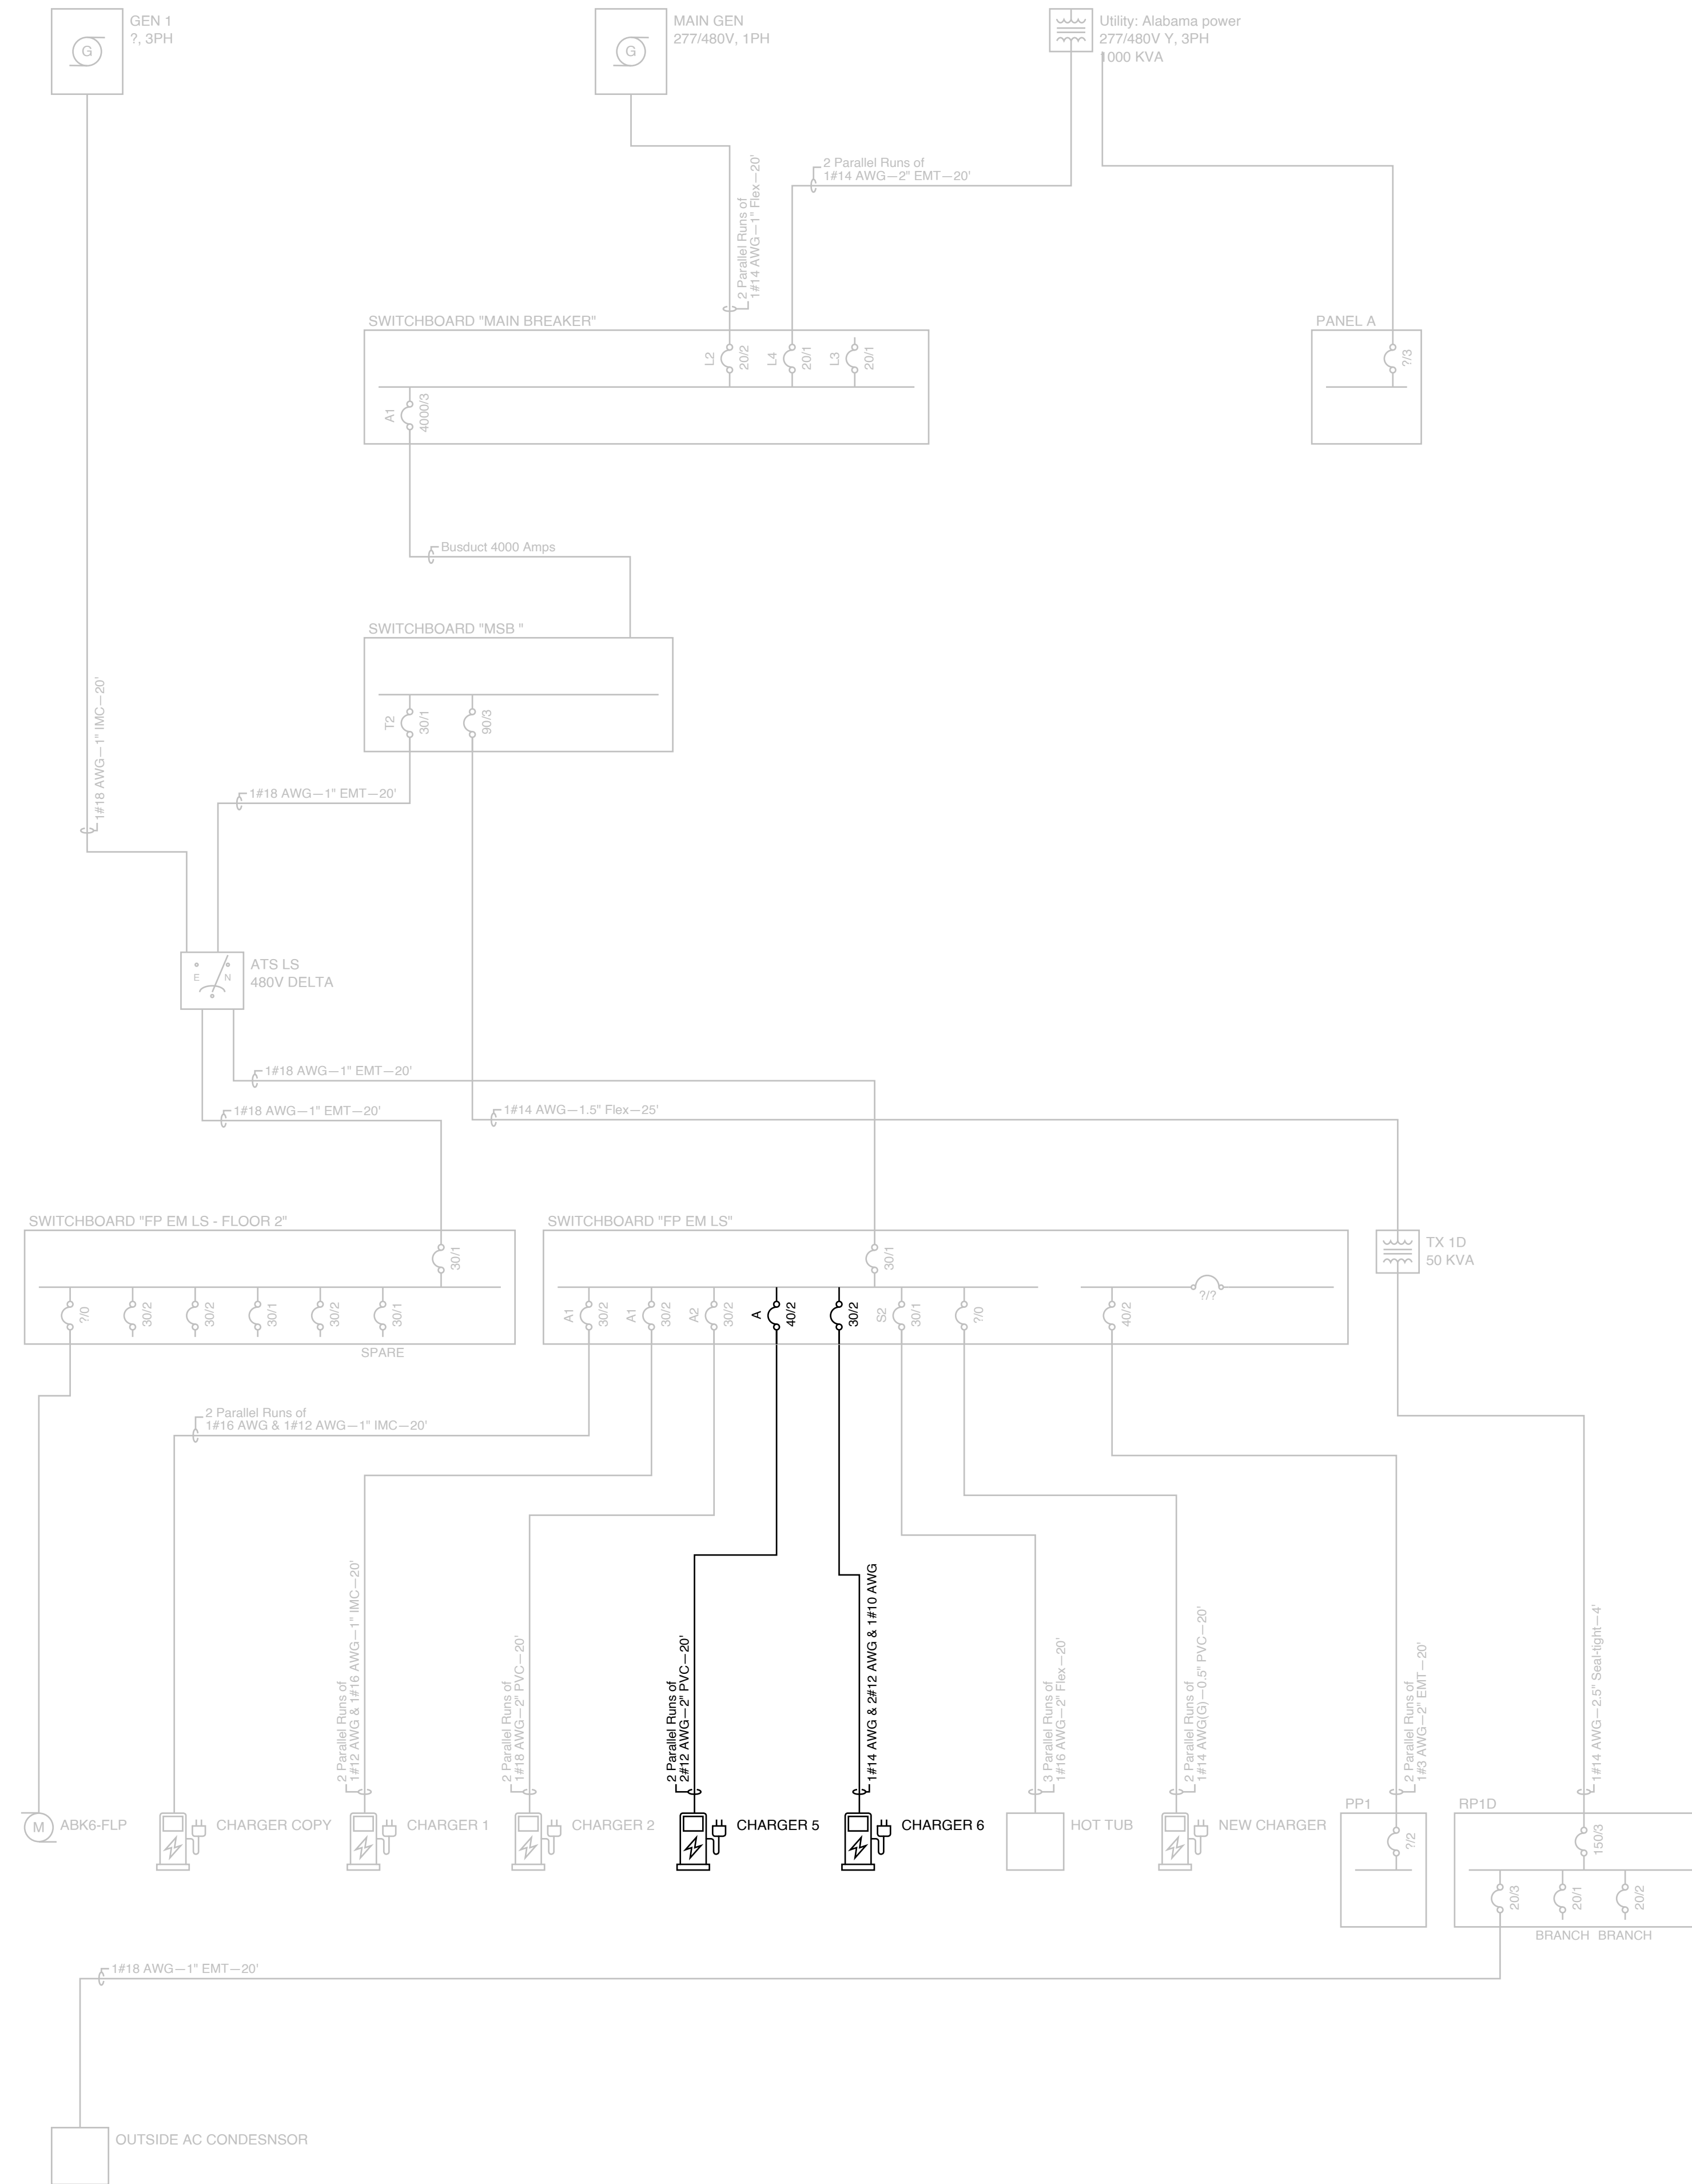 GEN 1
?, 3PH
G
MAIN GEN
277/480V, 1PH
G
Utility: Alabama power
277/480V Y, 3PH
1000 KVA
2 Parallel Runs of
1#14 AWG—1" Flex—20'
2 Parallel Runs of
1#14 AWG—2" EMT—20'
SWITCHBOARD "MAIN BREAKER"
L2
20/2
L4
20/1
L3
20/1
A1
4000/3
PANEL A
?/3
Busduct 4000 Amps
SWITCHBOARD "MSB "
T2
30/1
90/3
1#18 AWG—1" IMC—20'
1#18 AWG—1" EMT—20'
E
N
ATS LS
480V DELTA
1#18 AWG—1" EMT—20'
1#18 AWG—1" EMT—20'
1#14 AWG—1.5" Flex—25'
SWITCHBOARD "FP EM LS - FLOOR 2"
30/1
?/0
30/2
30/2
30/1
30/2
30/1
SPARE
SWITCHBOARD "FP EM LS"
30/1
?/?
A1
30/2
A1
30/2
A2
30/2
A
40/2
30/2
S2
30/1
?/0
40/2
TX 1D
50 KVA
2 Parallel Runs of
1#16 AWG & 1#12 AWG—1" IMC—20'
2 Parallel Runs of
1#12 AWG & 1#16 AWG—1" IMC—20'
2 Parallel Runs of
1#18 AWG—2" PVC—20'
2 Parallel Runs of
2#12 AWG—2" PVC—20'
1#14 AWG & 2#12 AWG & 1#10 AWG
3 Parallel Runs of
1#16 AWG—2" Flex—20'
2 Parallel Runs of
1#14 AWG(G)—0.5" PVC—20'
2 Parallel Runs of
1#3 AWG—2" EMT—20'
1#14 AWG—2.5" Seal-tight—4'
M
ABK6-FLP
CHARGER COPY
CHARGER 1
CHARGER 2
CHARGER 5
CHARGER 6
HOT TUB
NEW CHARGER
PP1
?/2
RP1D
150/3
20/3
20/1
20/2
BRANCH
BRANCH
1#18 AWG—1" EMT—20'
OUTSIDE AC CONDESNSOR